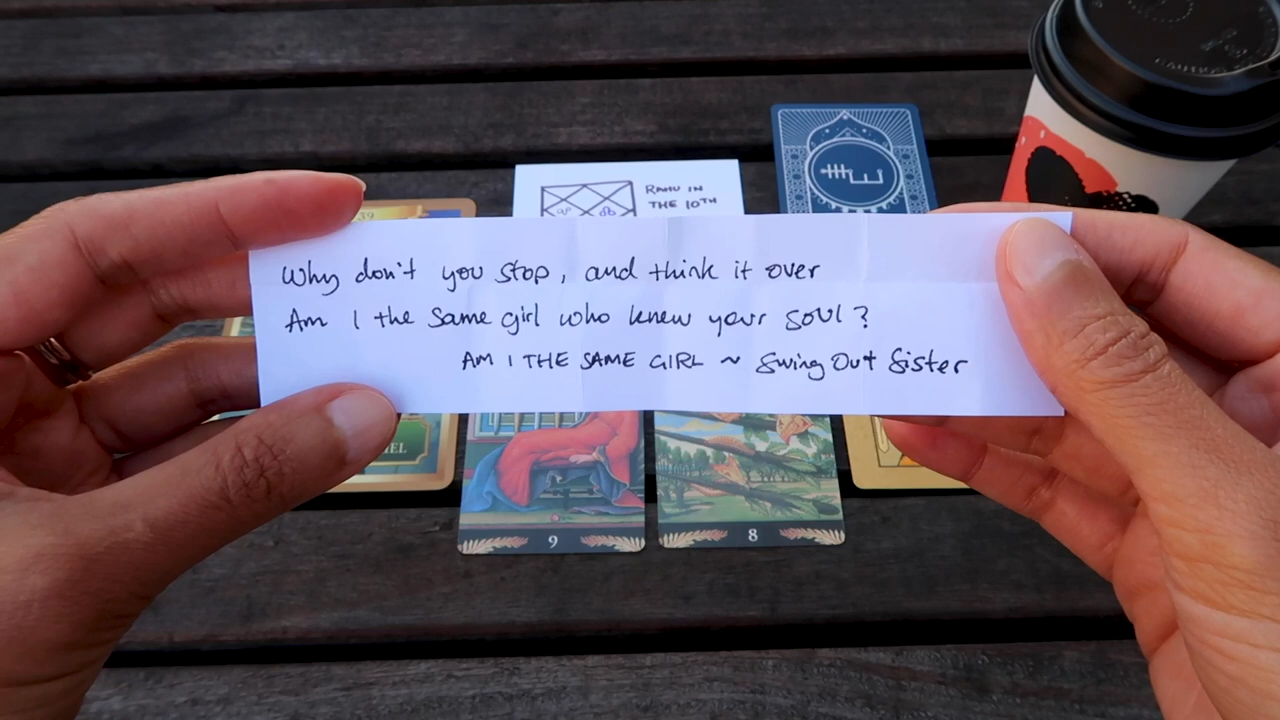 CAUTION
39
RAHU IN
THE 10TH
Why don't you stop, and think it over
Am I the same girl who knew your soul?
AM I THE SAME GIRL ~ Swing Out Sister
9
8